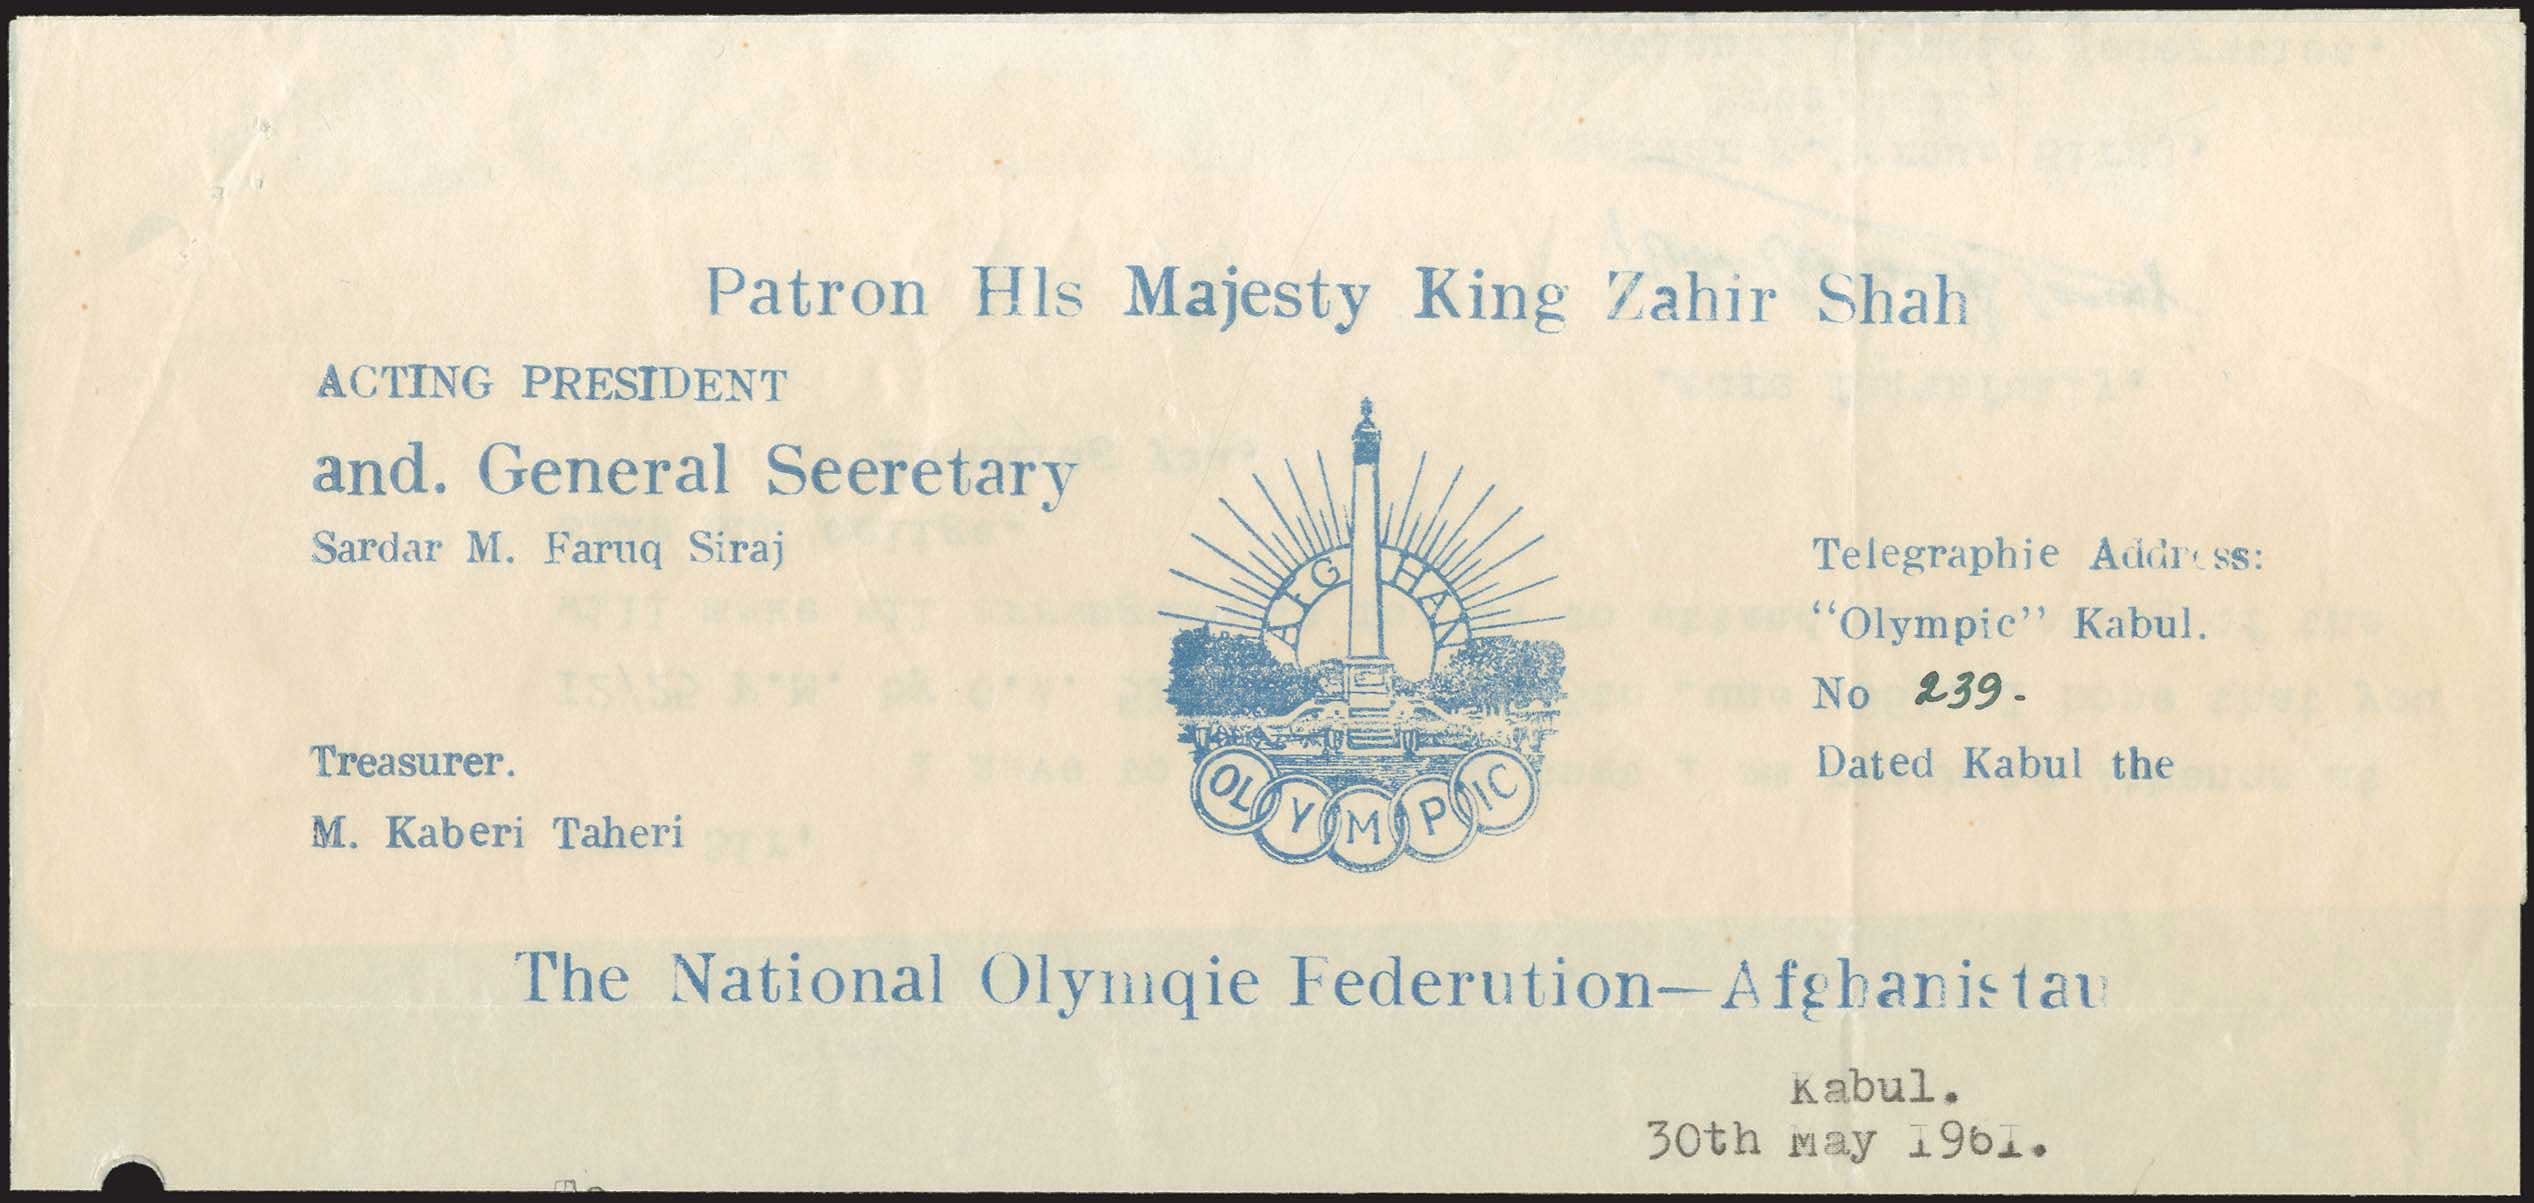 Patron HIs Majesty King Zahir Shah
ACTING PRESIDENT
and. General Seeretary
Sardar M. Faruq Siraj
AFGHAN
OLYMPIC
Telegraphie Address:
"Olympic" Kabul.
No 239.
Dated Kabul the
Treasurer.
M. Kaberi Taheri
The National Olymqie Federution—Afghanistau
Kabul.
30th May 1961.
To